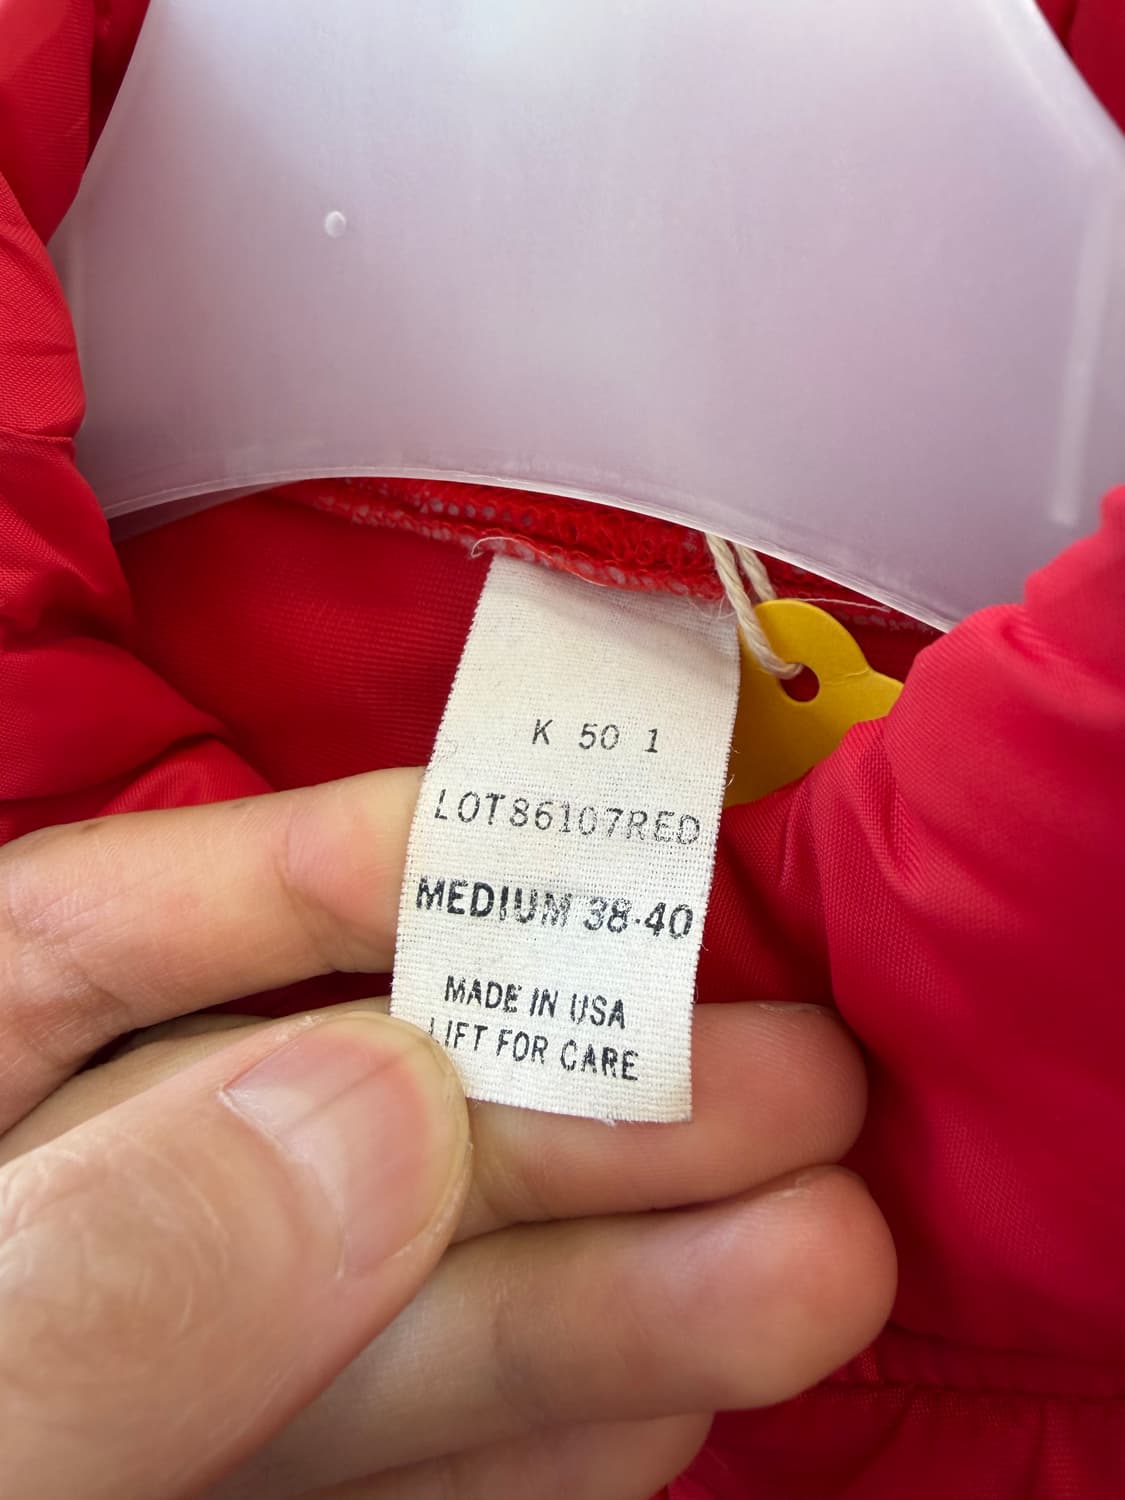 K 50 1
LOT86107RED
MEDIUM 38-40
MADE IN USA
LIFT FOR CARE